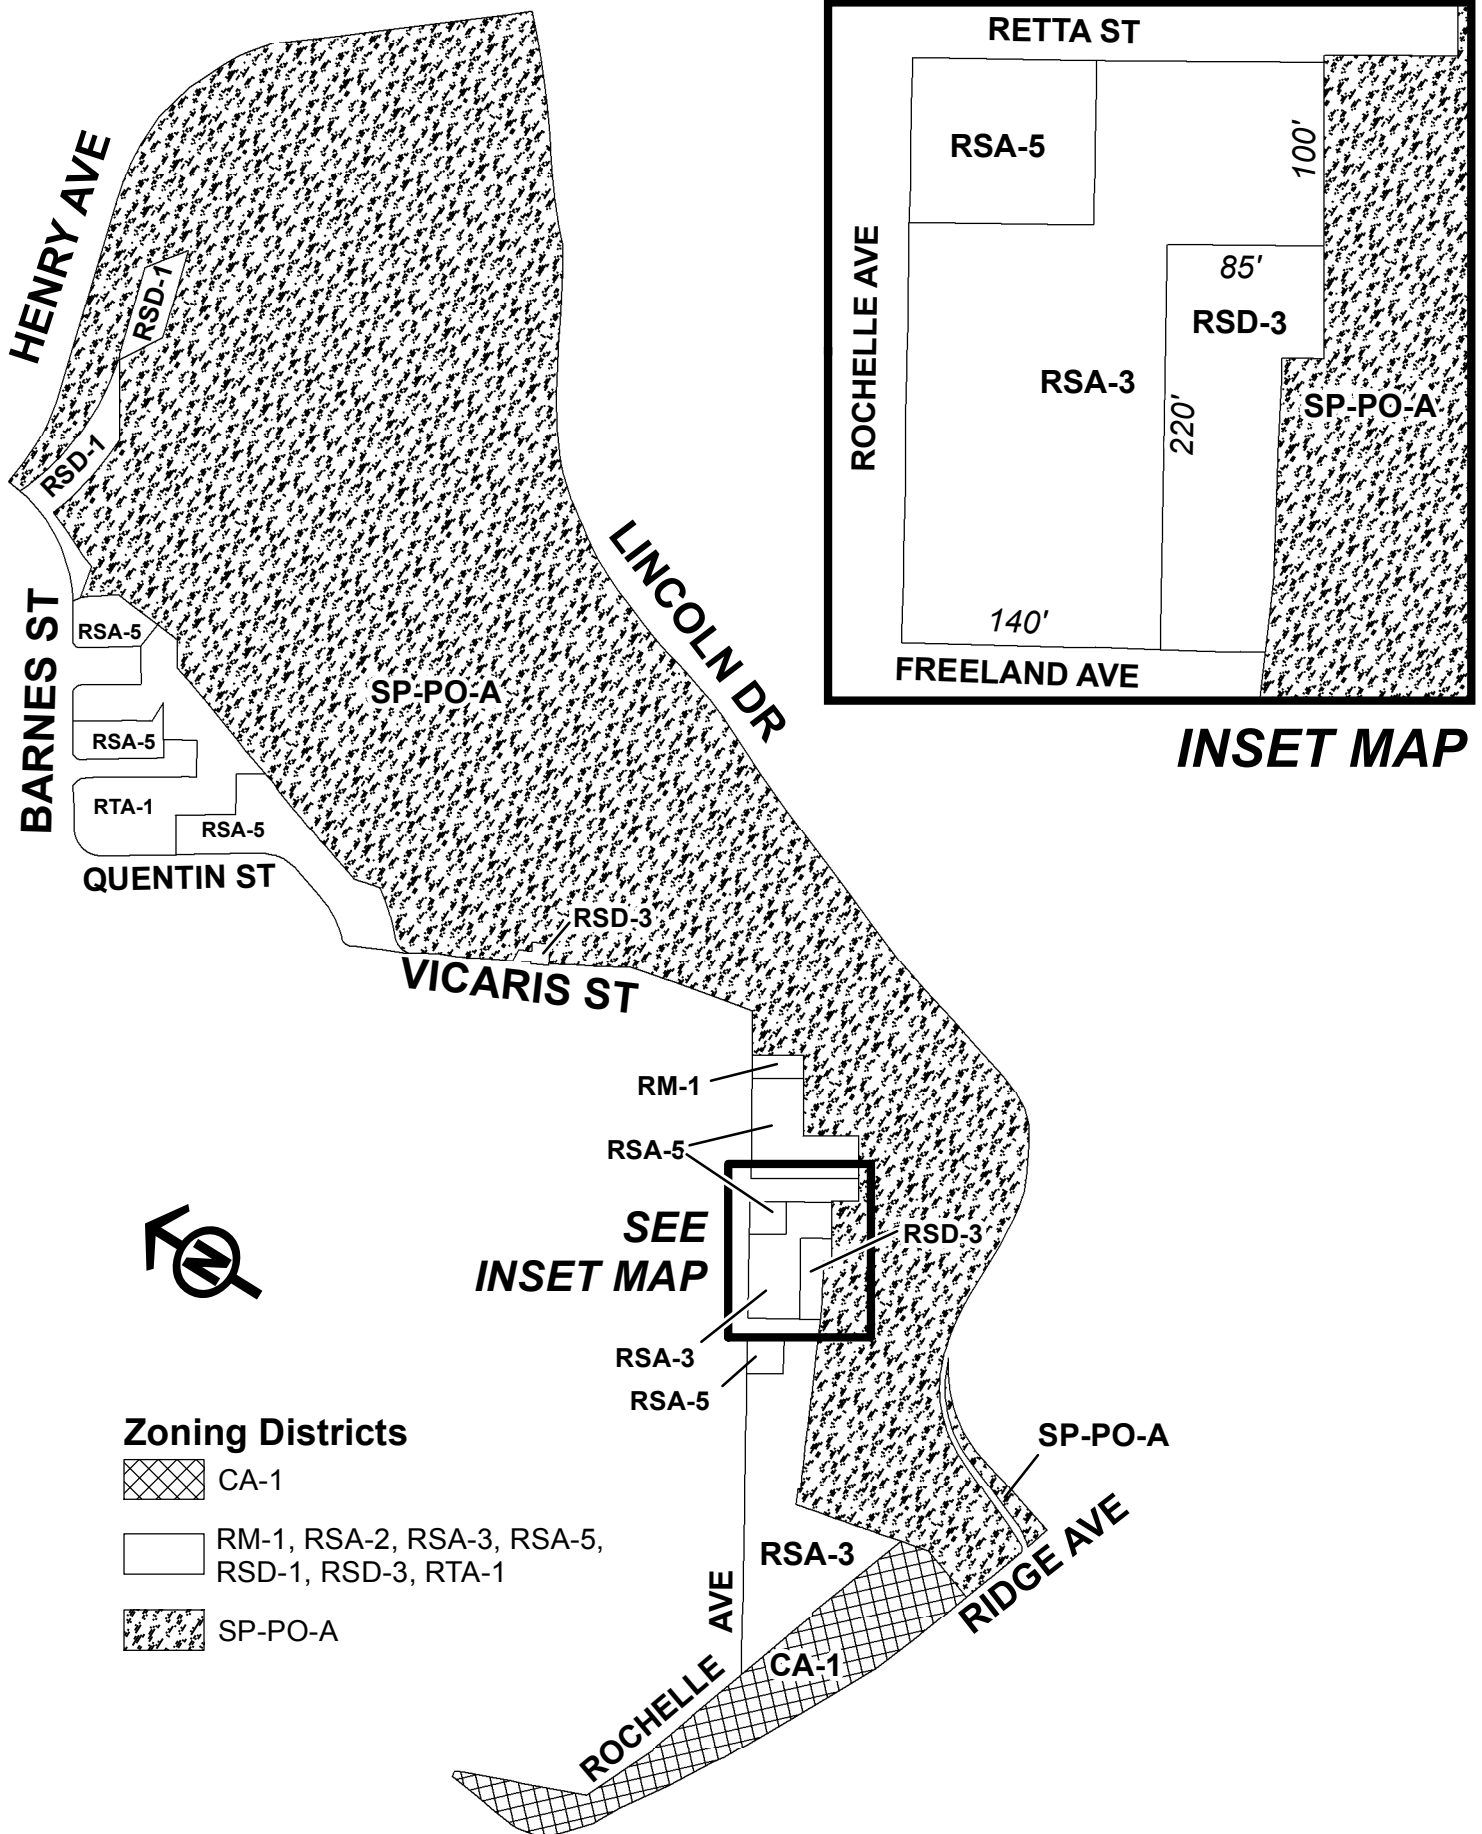 RETTA ST
RSA-5
100'
ROCHELLE AVE
85'
RSD-3
RSA-3
220'
SP-PO-A
140'
FREELAND AVE
INSET MAP
HENRY AVE
RSD-1
RSD-1
LINCOLN DR
BARNES ST
RSA-5
SP-PO-A
RSA-5
RTA-1
RSA-5
QUENTIN ST
RSD-3
VICARIS ST
RM-1
RSA-5
SEE
INSET MAP
RSD-3
N
RSA-3
RSA-5
SP-PO-A
RIDGE AVE
RSA-3
ROCHELLE
AVE
CA-1
Zoning Districts
CA-1
RM-1, RSA-2, RSA-3, RSA-5,
RSD-1, RSD-3, RTA-1
SP-PO-A